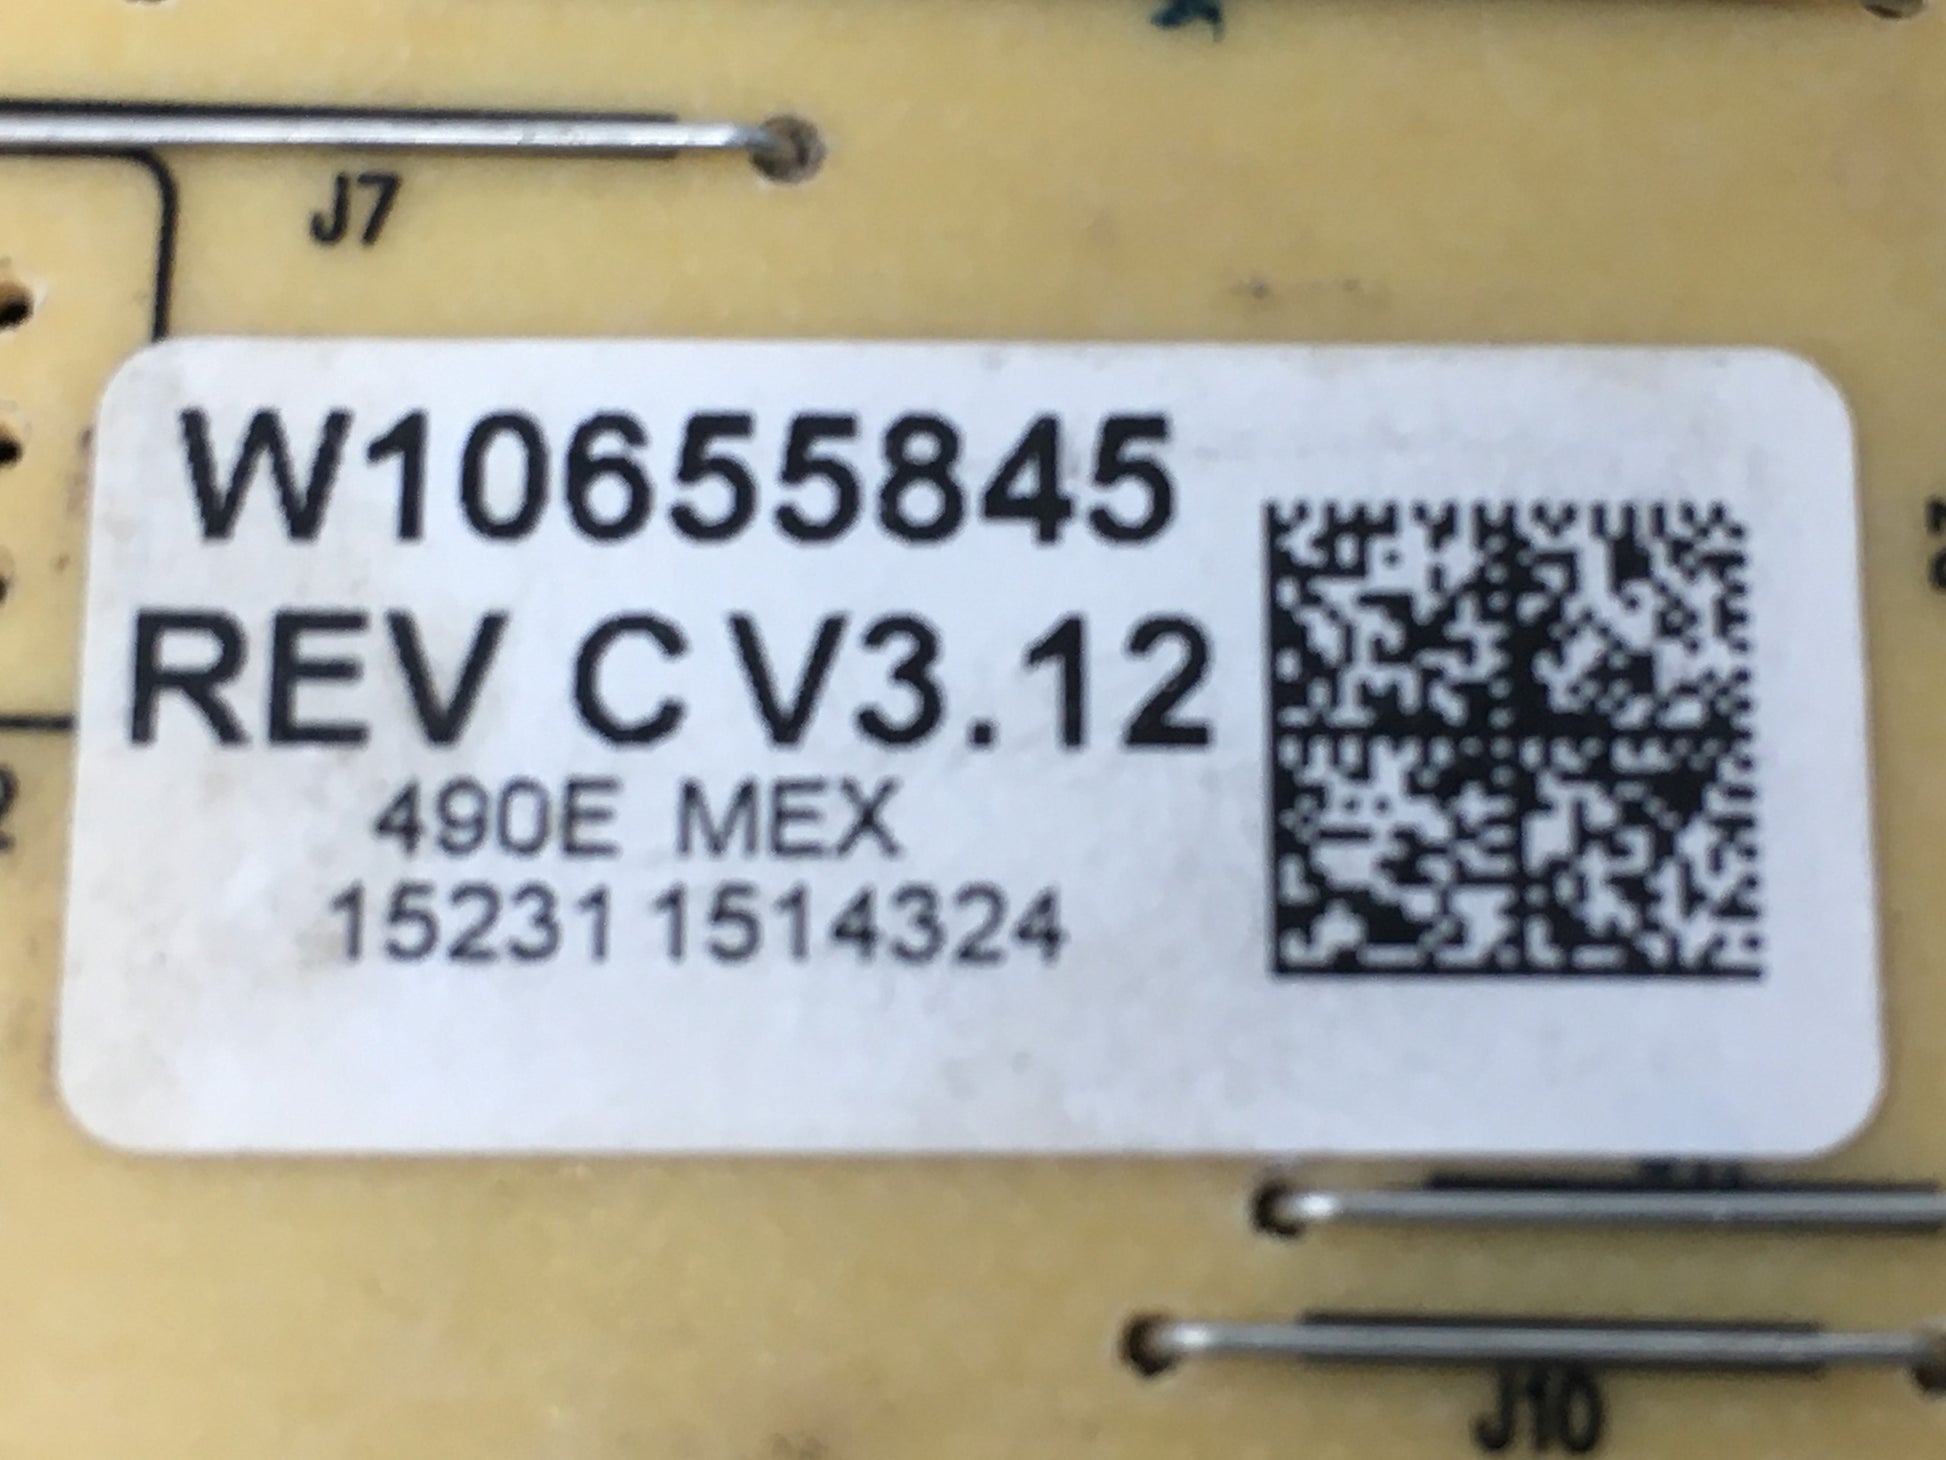 J7
W10655845
REV C V3.12
490E MEX
15231 1514324
J10